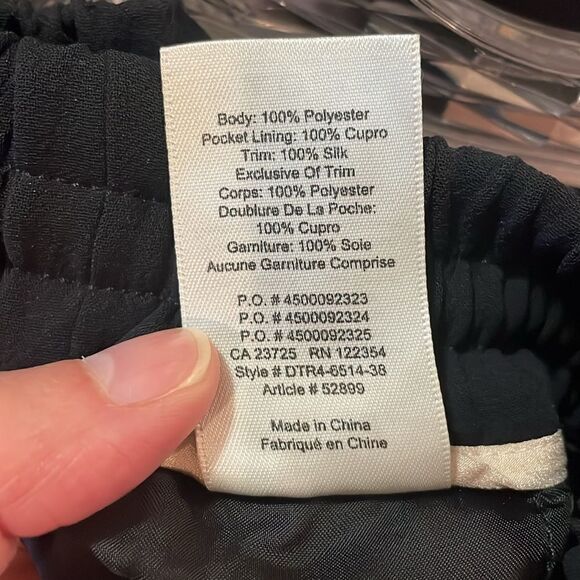 Body: 100% Polyester
Pocket Lining: 100% Cupro
Trim: 100% Silk
Exclusive Of Trim
Corps: 100% Polyester
Doublure De La Poche:
100% Cupro
Garniture: 100% Soie
Aucune Garniture Comprise
P.O. # 4500092323
P.O. # 4500092324
P.O. # 4500092325
CA 23725 RN 122354
Style # DTR4-6514-38
Article # 52899
Made in China
Fabriqué en Chine